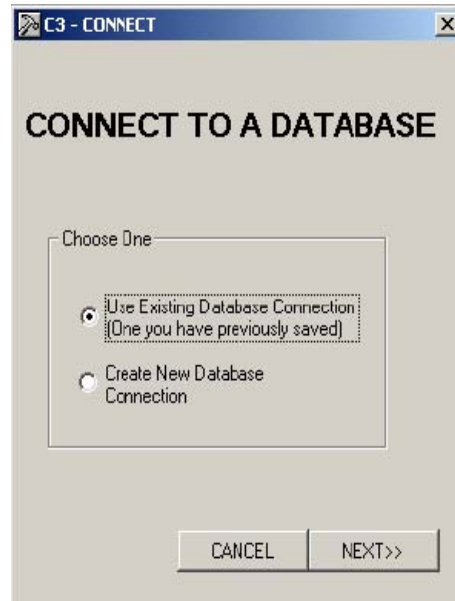 C3 - CONNECT
CONNECT TO A DATABASE
Choose One
Use Existing Database Connection
(One you have previously saved)
Create New Database
Connection
CANCEL
NEXT>>